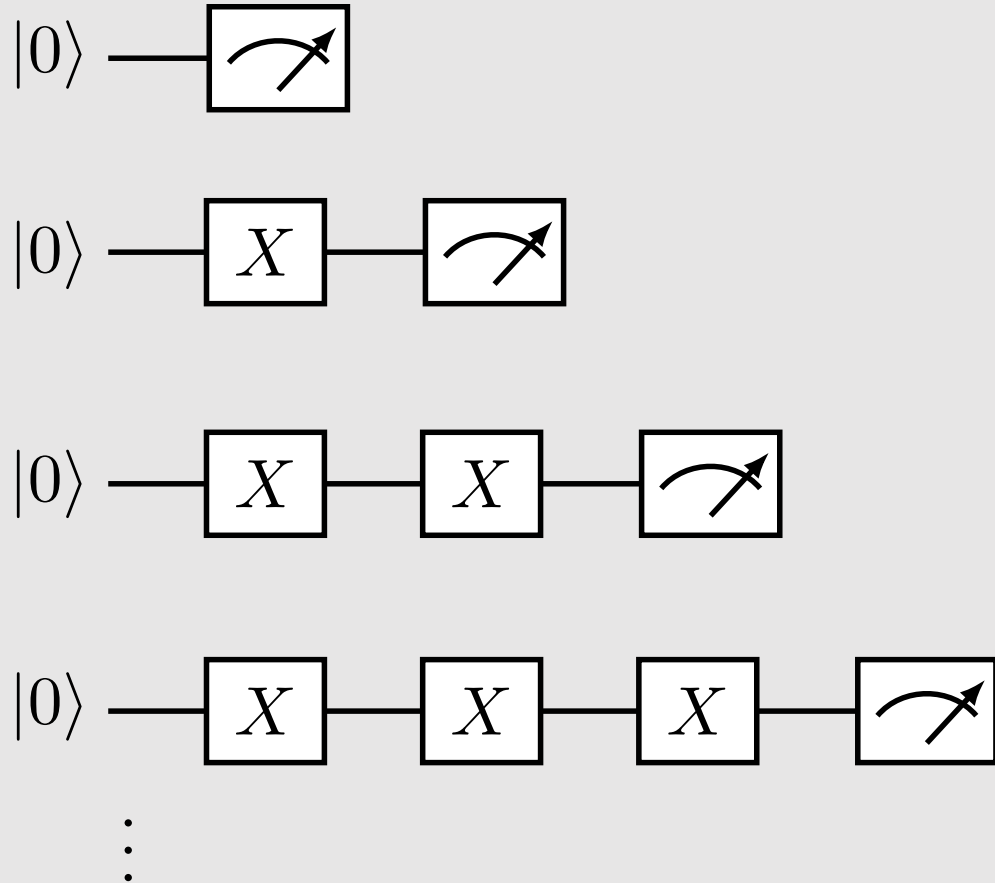 |0⟩
|0⟩ X
|0⟩ X X
|0⟩ X X X
⋮